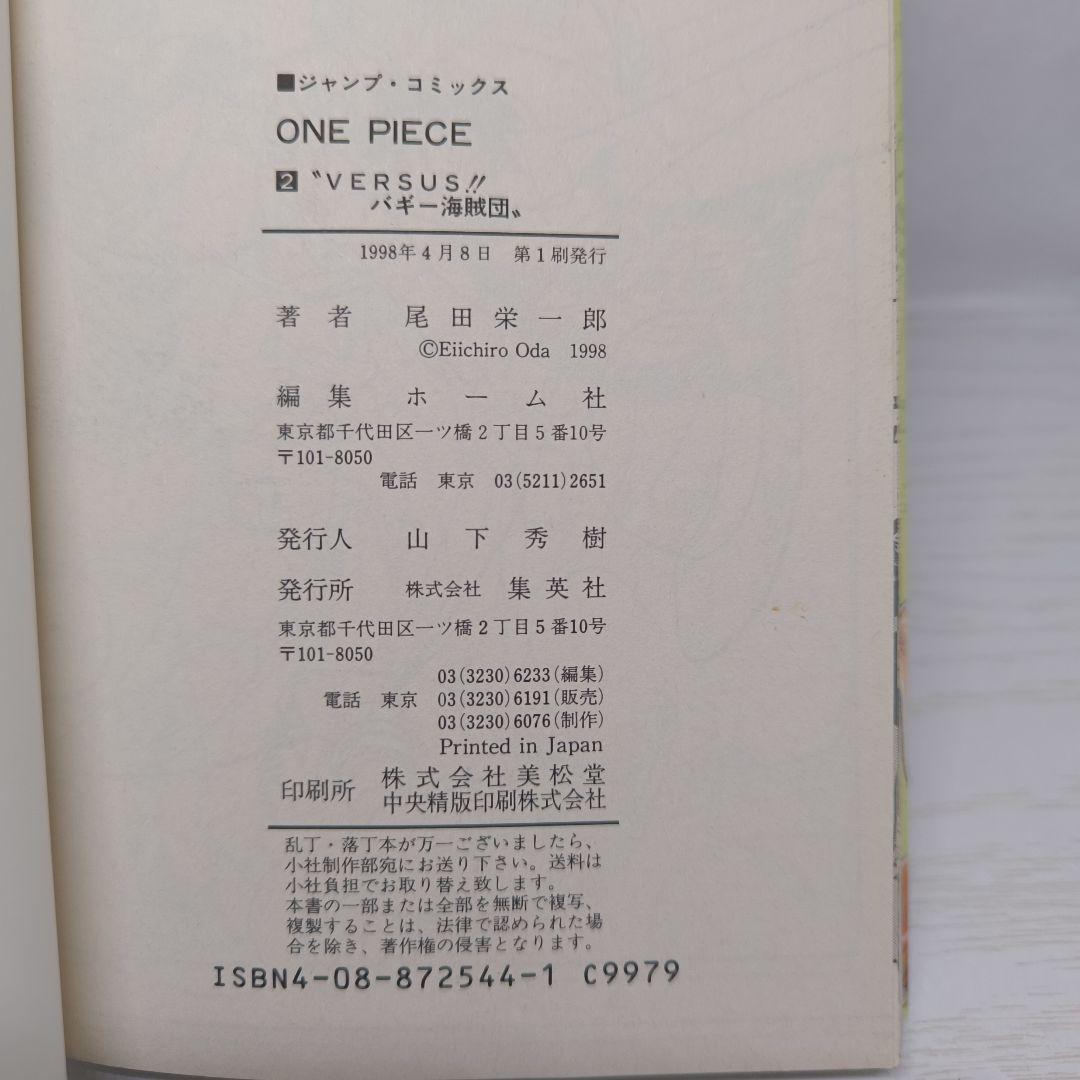 ■ジャンプ・コミックス
ONE PIECE
2 〝VERSUS!!
バギー海賊団〟
1998年4月8日 第1刷発行
著者 尾田栄一郎
©Eiichiro Oda 1998
編集 ホーム社
東京都千代田区一ツ橋2丁目5番10号
〒101-8050
電話 東京 03(5211)2651
発行人 山下秀樹
発行所 株式会社 集英社
東京都千代田区一ツ橋2丁目5番10号
〒101-8050
03(3230)6233(編集)
電話 東京 03(3230)6191(販売)
03(3230)6076(制作)
Printed in Japan
印刷所 株式会社美松堂
中央精版印刷株式会社
乱丁・落丁本が万一ございましたら、
小社制作部宛にお送り下さい。送料は
小社負担でお取り替え致します。
本書の一部または全部を無断で複写、
複製することは、法律で認められた場
合を除き、著作権の侵害となります。
ISBN4-08-872544-1 C9979